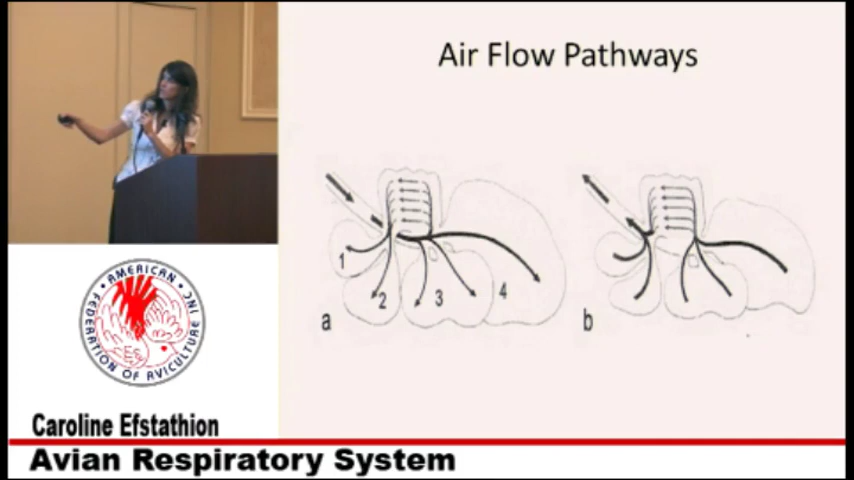 Air Flow Pathways
1
2
3
4
a
b
AMERICAN
FEDERATION OF AVICULTURE INC
Caroline Efstathion
Avian Respiratory System